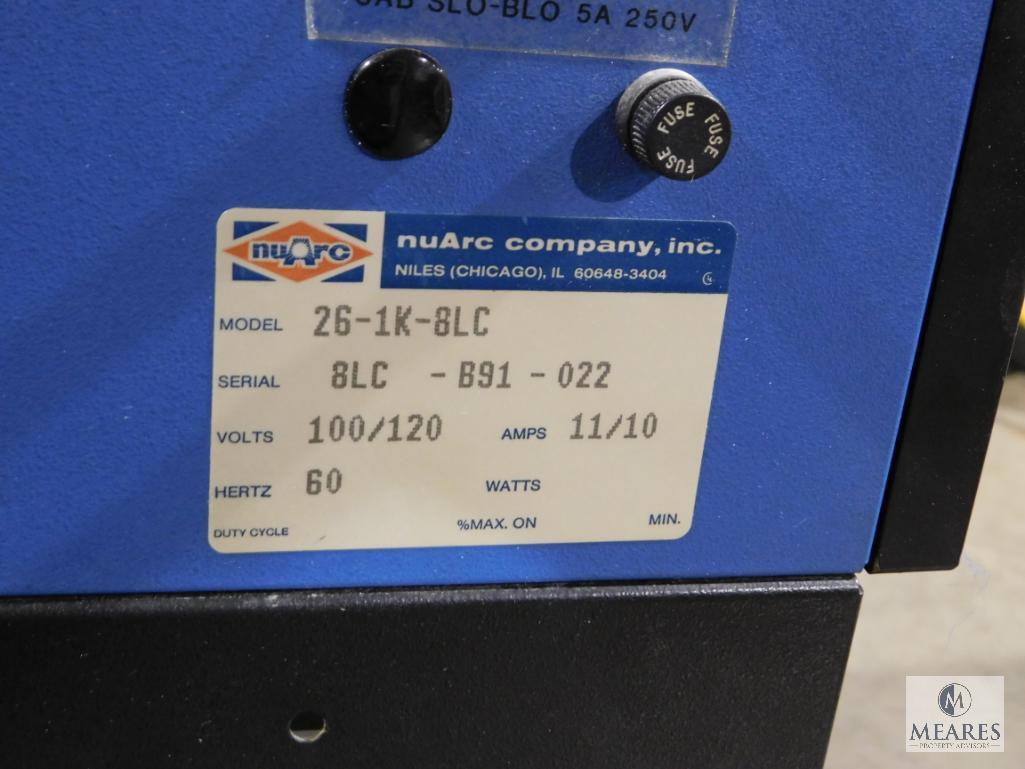 SLO-BLO 5A 250V
FUSE FUSE FUSE FUSE
nuArc
nuArc company, inc.
NILES (CHICAGO), IL 60648-3404
MODEL 26-1K-8LC
SERIAL 8LC - B91 - 022
VOLTS 100/120 AMPS 11/10
HERTZ 60 WATTS
DUTY CYCLE %MAX. ON MIN.
M
MEARES
PROPERTY ADVISORS